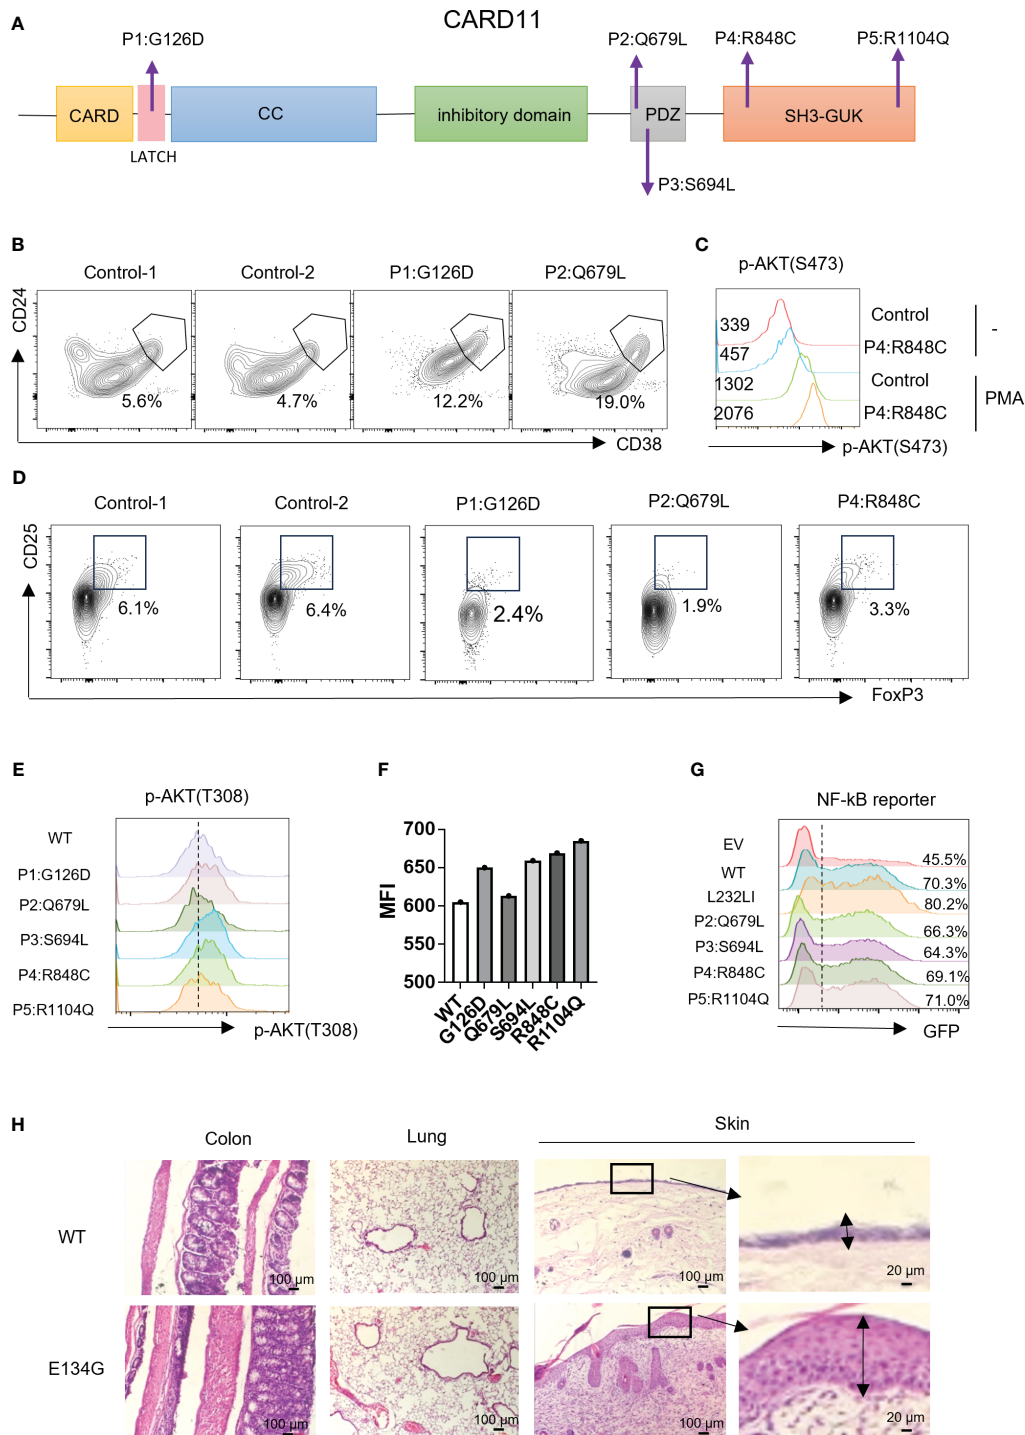 A
CARD11
P1:G126D
P2:Q679L
P4:R848C
P5:R1104Q
CARD
CC
inhibitory domain
PDZ
SH3-GUK
LATCH
P3:S694L
B
Control-1
Control-2
P1:G126D
P2:Q679L
CD24
5.6%
4.7%
12.2%
19.0%
CD38
C
p-AKT(S473)
339
Control
457
P4:R848C
-
1302
Control
2076
P4:R848C
PMA
p-AKT(S473)
D
Control-1
Control-2
P1:G126D
P2:Q679L
P4:R848C
CD25
6.1%
6.4%
2.4%
1.9%
3.3%
FoxP3
E
p-AKT(T308)
WT
P1:G126D
P2:Q679L
P3:S694L
P4:R848C
P5:R1104Q
p-AKT(T308)
F
MFI
700
650
600
550
500
WT
G126D
Q679L
S694L
R848C
R1104Q
G
NF-kB reporter
EV
45.5%
WT
70.3%
L232LI
80.2%
P2:Q679L
66.3%
P3:S694L
64.3%
P4:R848C
69.1%
P5:R1104Q
71.0%
GFP
H
Colon
Lung
Skin
WT
100 µm
100 µm
100 µm
20 µm
E134G
100 µm
100 µm
100 µm
20 µm